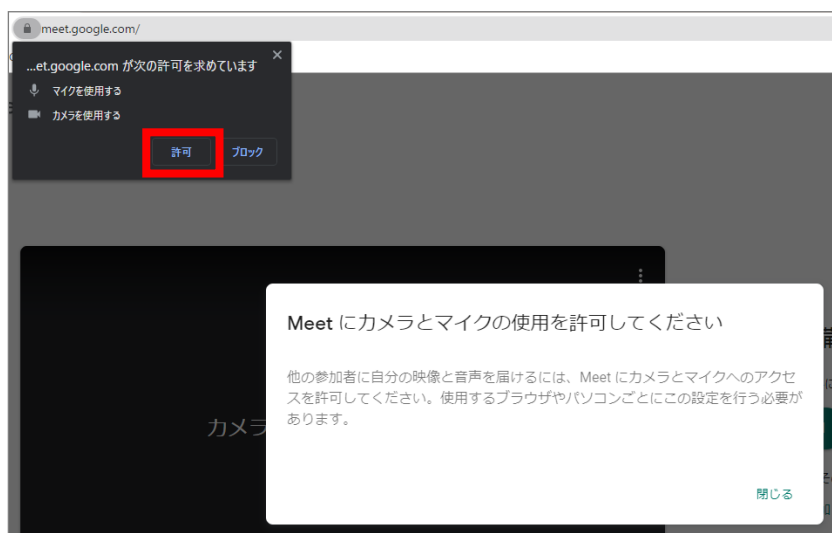 meet.google.com/
...et.google.com が次の許可を求めています
マイクを使用する
カメラを使用する
許可
ブロック
Meet にカメラとマイクの使用を許可してください
他の参加者に自分の映像と音声を届けるには、Meet にカメラとマイクへのアクセ
スを許可してください。使用するブラウザやパソコンごとにこの設定を行う必要が
あります。
カメラ
閉じる